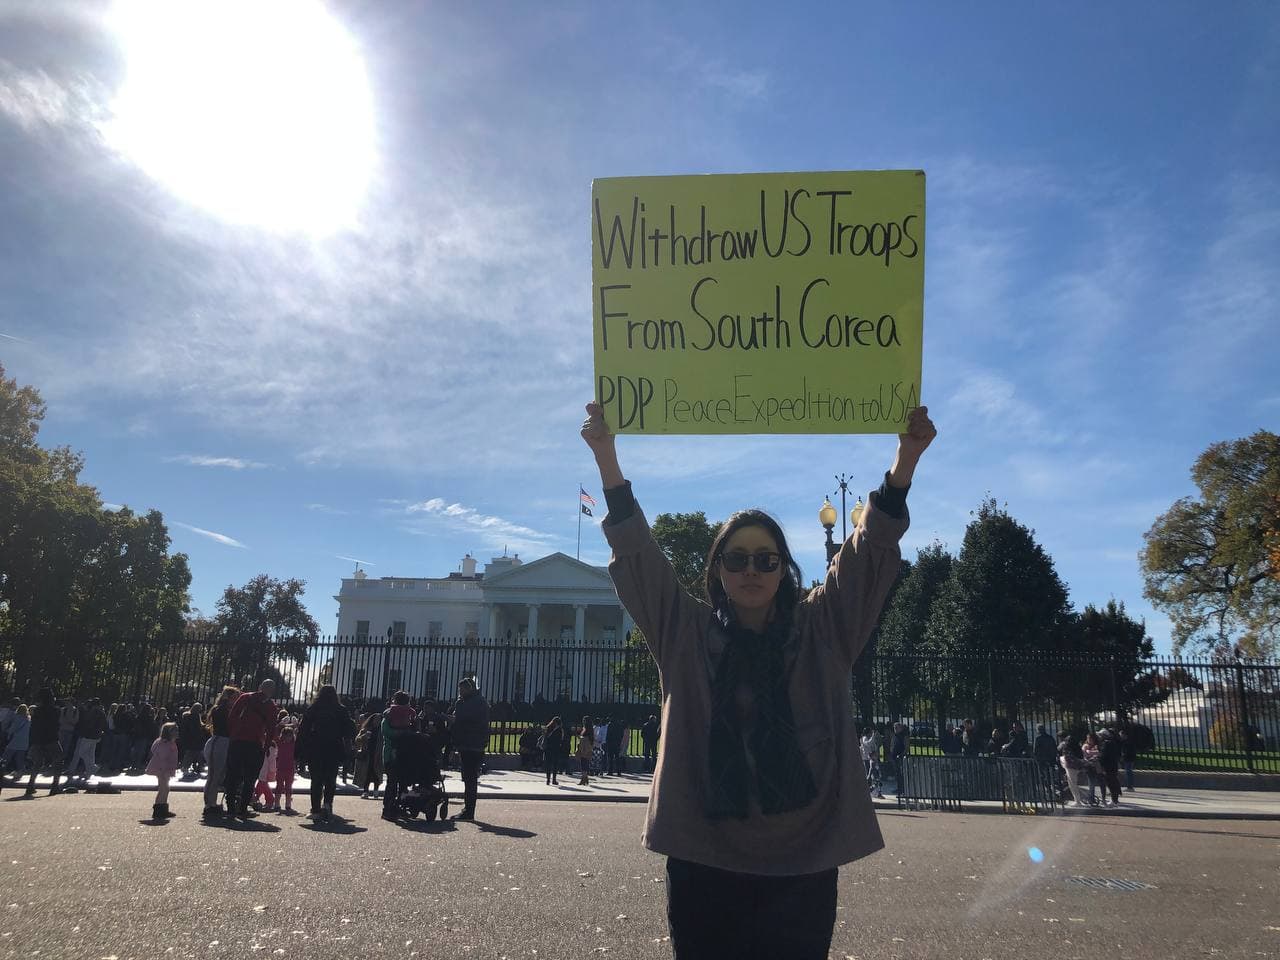 Withdraw US Troops
From South Corea
PDP Peace Expedition to USA